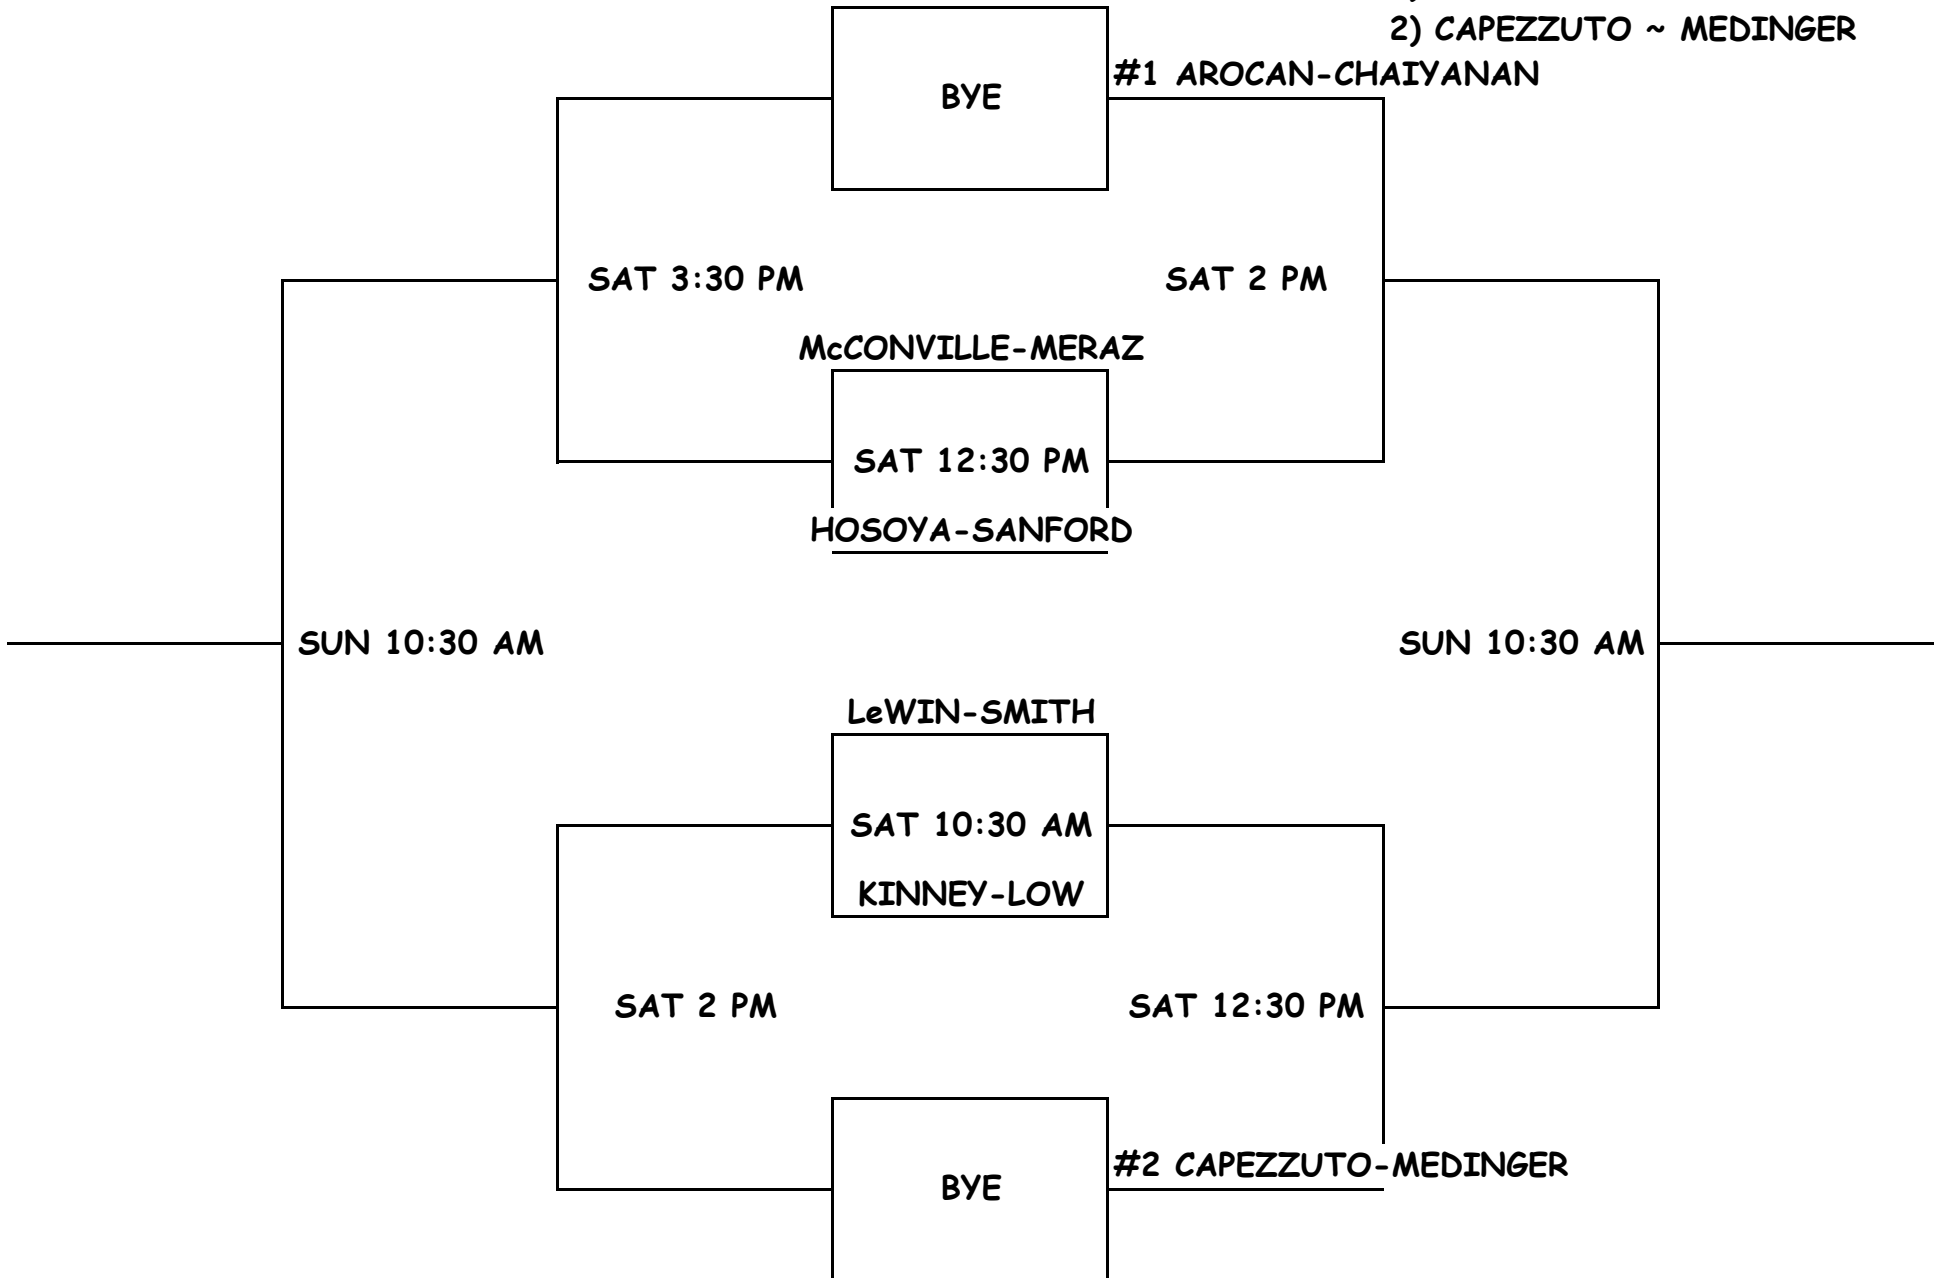 2) CAPEZZUTO ~ MEDINGER
#1 AROCAN-CHAIYANAN
BYE
SAT 3:30 PM
SAT 2 PM
McCONVILLE-MERAZ
SAT 12:30 PM
HOSOYA-SANFORD
SUN 10:30 AM
SUN 10:30 AM
LeWIN-SMITH
SAT 10:30 AM
KINNEY-LOW
SAT 2 PM
SAT 12:30 PM
#2 CAPEZZUTO-MEDINGER
BYE